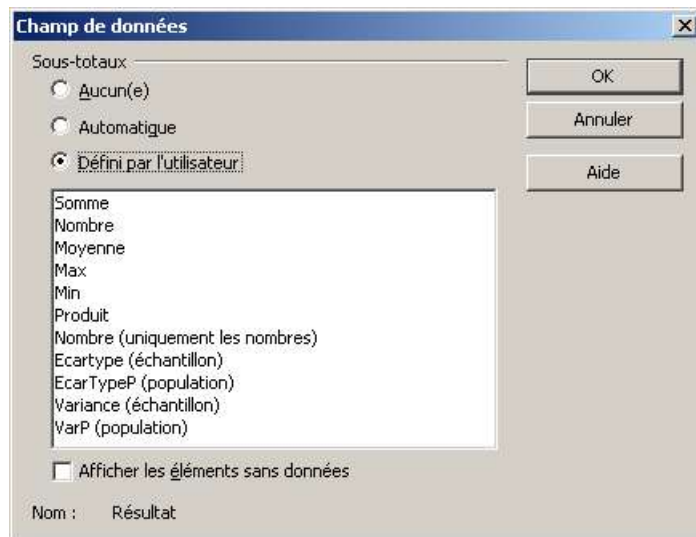 Champ de données
Sous-totaux
Aucun(e)
Automatique
Défini par l'utilisateur
Somme
Nombre
Moyenne
Max
Min
Produit
Nombre (uniquement les nombres)
Ecartype (échantillon)
EcarTypeP (population)
Variance (échantillon)
VarP (population)
Afficher les éléments sans données
Nom : Résultat
OK
Annuler
Aide